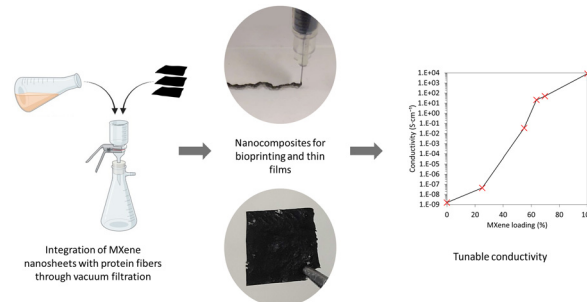 Integration of MXene
nanosheets with protein fibers
through vacuum filtration
Nanocomposites for
bioprinting and thin
films
Conductivity (S·cm⁻¹)
1.E+04
1.E+03
1.E+02
1.E+01
1.E+00
1.E-01
1.E-02
1.E-03
1.E-04
1.E-05
1.E-06
1.E-07
1.E-08
1.E-09
0 20 40 60 80 100
MXene loading (%)
Tunable conductivity